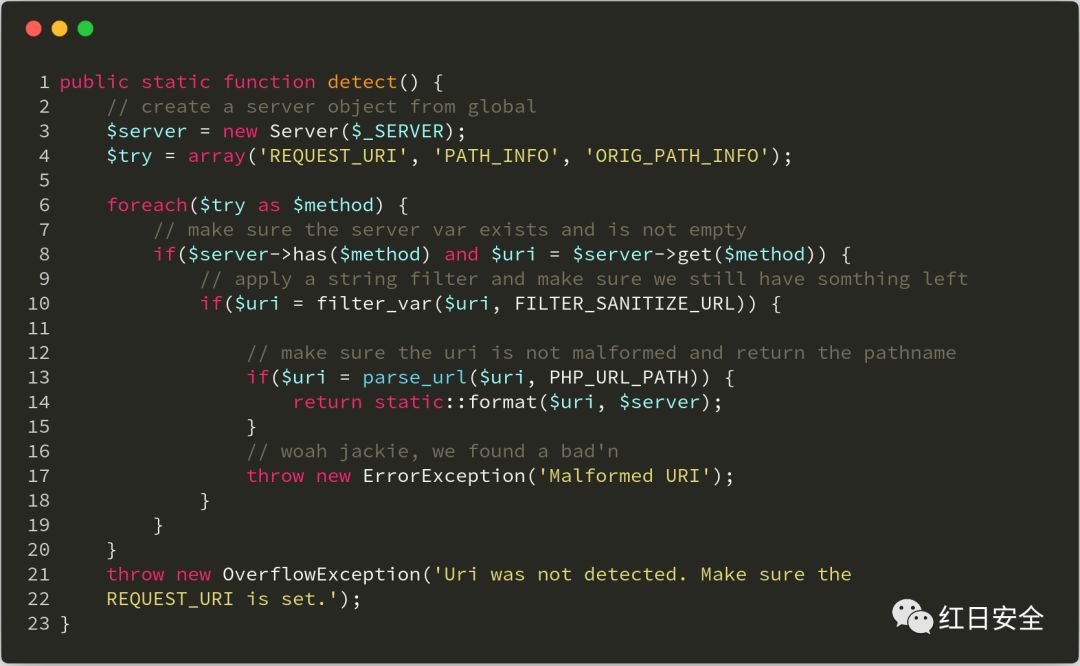 1 public static function detect() {
2     // create a server object from global
3     $server = new Server($_SERVER);
4     $try = array('REQUEST_URI', 'PATH_INFO', 'ORIG_PATH_INFO');
5
6     foreach($try as $method) {
7         // make sure the server var exists and is not empty
8         if($server->has($method) and $uri = $server->get($method)) {
9             // apply a string filter and make sure we still have somthing left
10             if($uri = filter_var($uri, FILTER_SANITIZE_URL)) {
11
12                 // make sure the uri is not malformed and return the pathname
13                 if($uri = parse_url($uri, PHP_URL_PATH)) {
14                     return static::format($uri, $server);
15                 }
16                 // woah jackie, we found a bad'n
17                 throw new ErrorException('Malformed URI');
18             }
19         }
20     }
21     throw new OverflowException('Uri was not detected. Make sure the
22     REQUEST_URI is set.');
23 }
红日安全